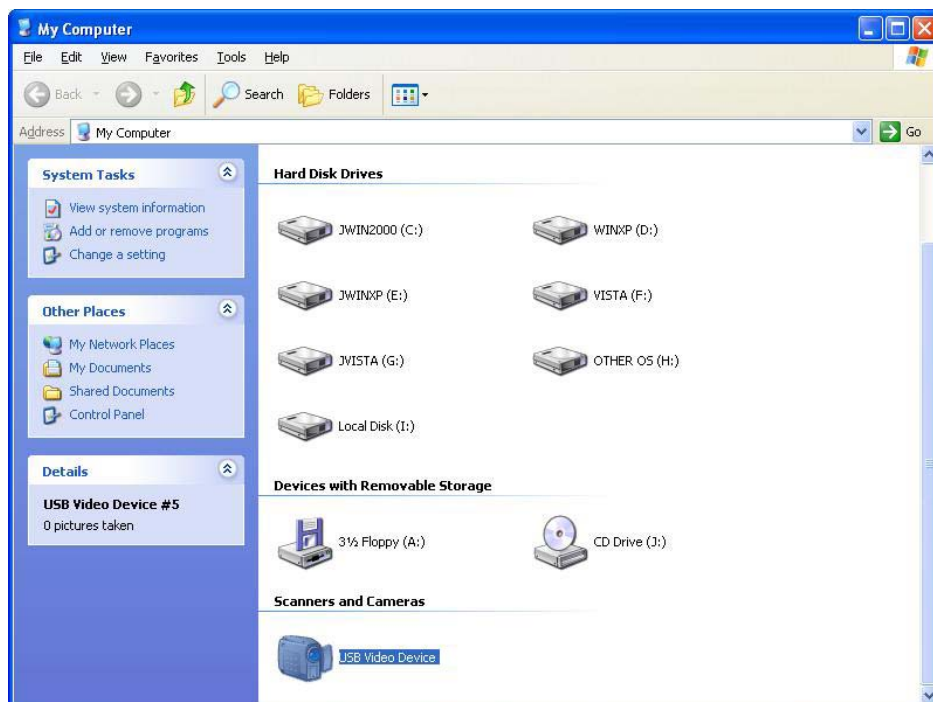 My Computer
File Edit View Favorites Tools Help
Back Search Folders
Address My Computer Go
System Tasks
View system information
Add or remove programs
Change a setting
Other Places
My Network Places
My Documents
Shared Documents
Control Panel
Details
USB Video Device #5
0 pictures taken
Hard Disk Drives
JWIN2000 (C:) WINXP (D:)
JWINXP (E:) VISTA (F:)
JVISTA (G:) OTHER OS (H:)
Local Disk (I:)
Devices with Removable Storage
3½ Floppy (A:) CD Drive (J:)
Scanners and Cameras
USB Video Device